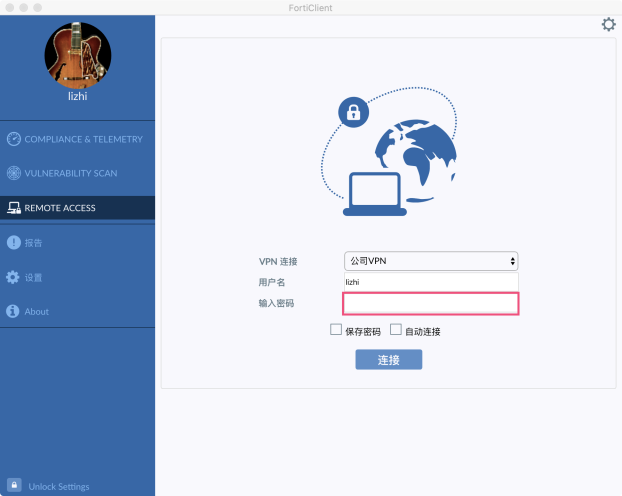 FortiClient
lizhi
COMPLIANCE & TELEMETRY
VULNERABILITY SCAN
REMOTE ACCESS
报告
设置
About
Unlock Settings
VPN 连接
公司VPN
用户名
lizhi
输入密码
保存密码 自动连接
连接